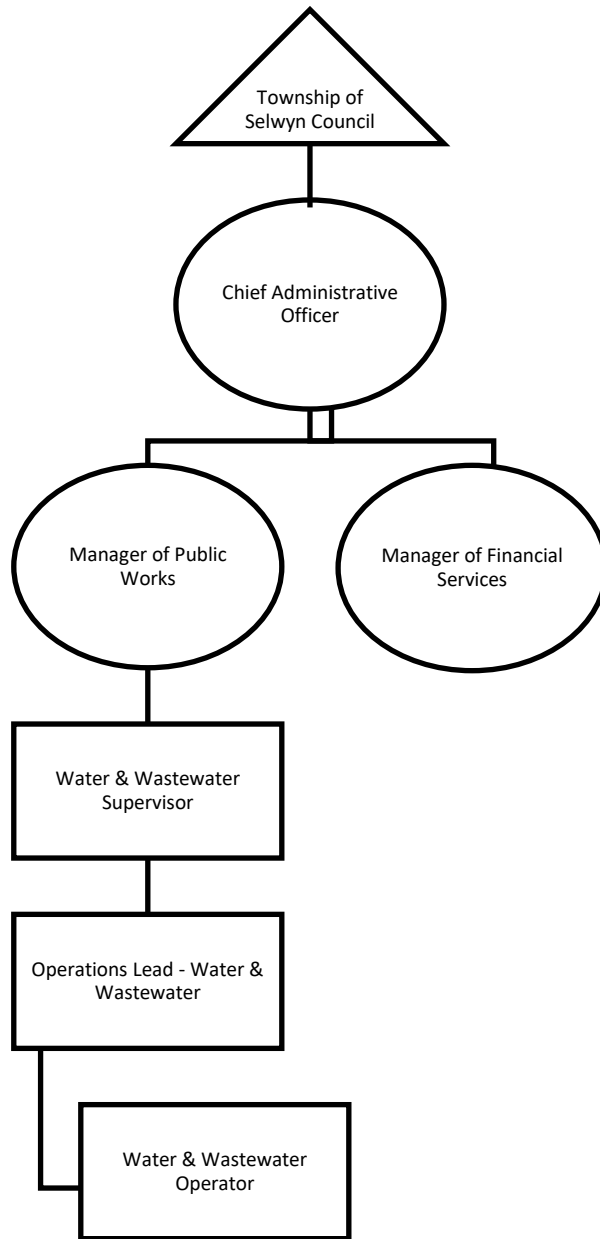 Township of
Selwyn Council
Chief Administrative
Officer
Manager of Public
Works
Manager of Financial
Services
Water & Wastewater
Supervisor
Operations Lead - Water &
Wastewater
Water & Wastewater
Operator